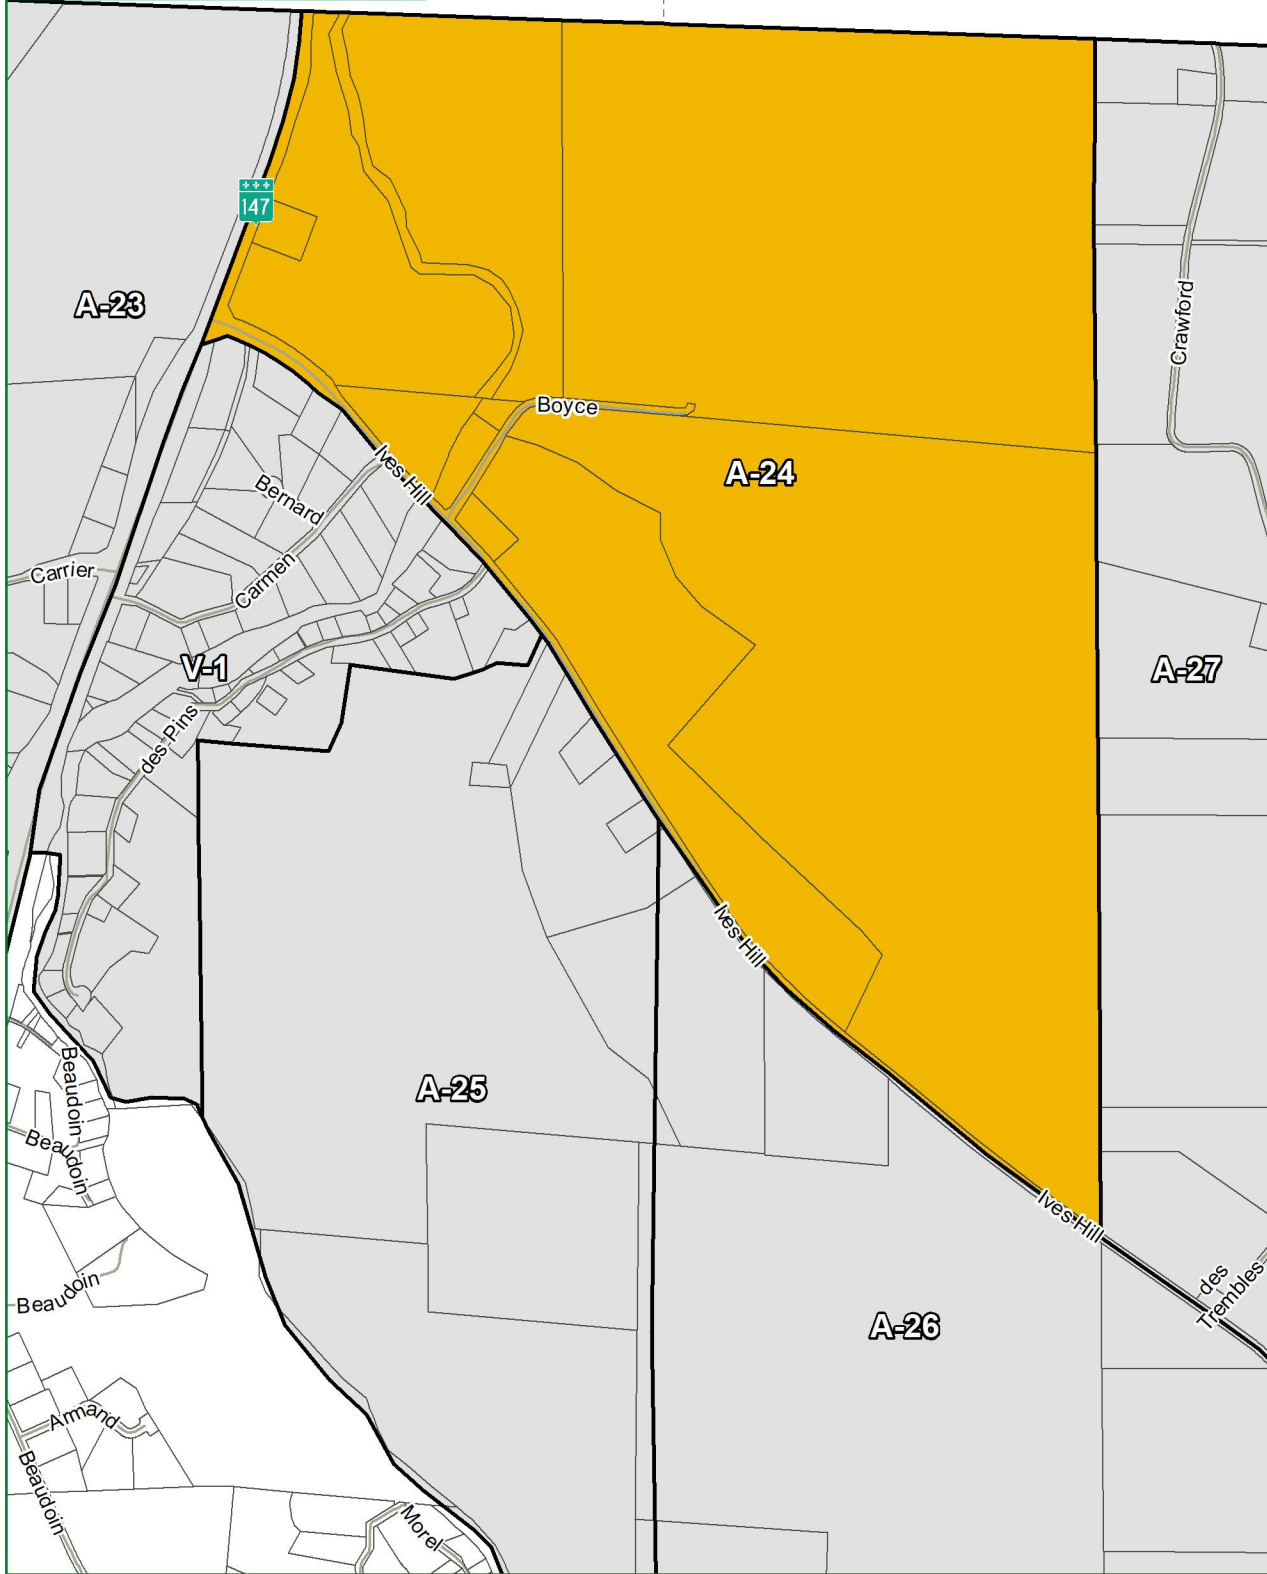 147
A-23
Crawford
Boyce
A-24
Ives Hill
Bernard
Carrier
Carmen
V-1
A-27
des Pins
Ives Hill
Beaudoin
A-25
Beaudoin
Ives Hill
des
Trembles
Beaudoin
A-26
Armand
Beaudoin
Morel